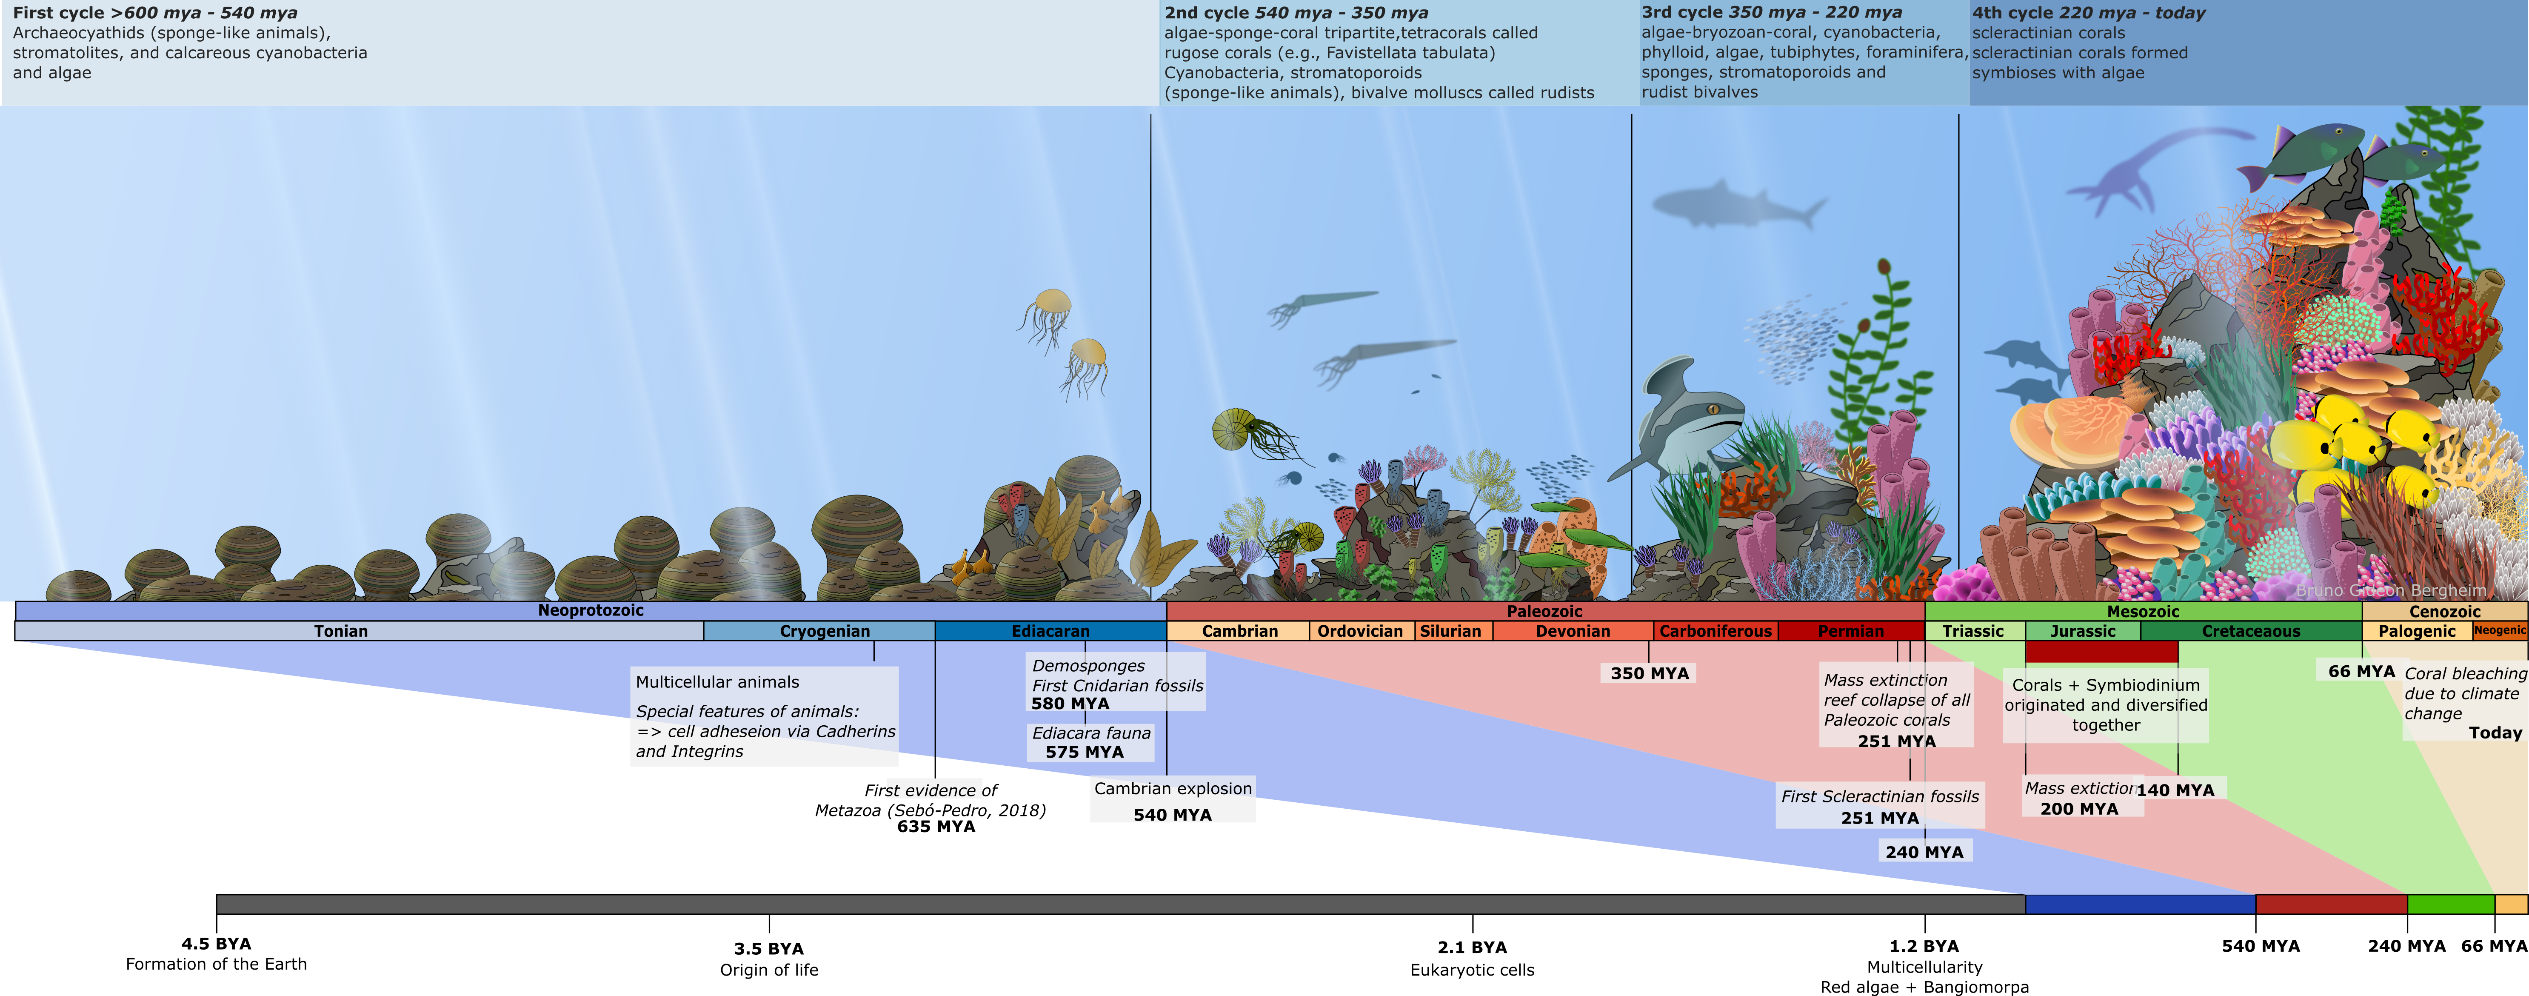 First cycle >600 mya - 540 mya
Archaeocyathids (sponge-like animals),
stromatolites, and calcareous cyanobacteria
and algae
2nd cycle 540 mya - 350 mya
algae-sponge-coral tripartite,tetracorals called
rugose corals (e.g., Favistellata tabulata)
Cyanobacteria, stromatoporoids
(sponge-like animals), bivalve molluscs called rudists
3rd cycle 350 mya - 220 mya
algae-bryozoan-coral, cyanobacteria,
phylloid, algae, tubiphytes, foraminifera,
sponges, stromatoporoids and
rudist bivalves
4th cycle 220 mya - today
scleractinian corals
scleractinian corals formed
symbioses with algae
Bruno Gideon Bergheim
Neoprotozoic
Paleozoic
Mesozoic
Cenozoic
Tonian
Cryogenian
Ediacaran
Cambrian
Ordovician
Silurian
Devonian
Carboniferous
Permian
Triassic
Jurassic
Cretaceaous
Palogenic
Neogenic
Multicellular animals
Special features of animals:
=> cell adheseion via Cadherins
and Integrins
First evidence of
Metazoa (Sebó-Pedro, 2018)
635 MYA
Demosponges
First Cnidarian fossils
580 MYA
Ediacara fauna
575 MYA
Cambrian explosion
540 MYA
350 MYA
Mass extinction
reef collapse of all
Paleozoic corals
251 MYA
First Scleractinian fossils
251 MYA
240 MYA
Corals + Symbiodinium
originated and diversified
together
Mass extiction
200 MYA
140 MYA
66 MYA
Coral bleaching
due to climate
change
Today
4.5 BYA
Formation of the Earth
3.5 BYA
Origin of life
2.1 BYA
Eukaryotic cells
1.2 BYA
Multicellularity
Red algae + Bangiomorpa
540 MYA
240 MYA
66 MYA